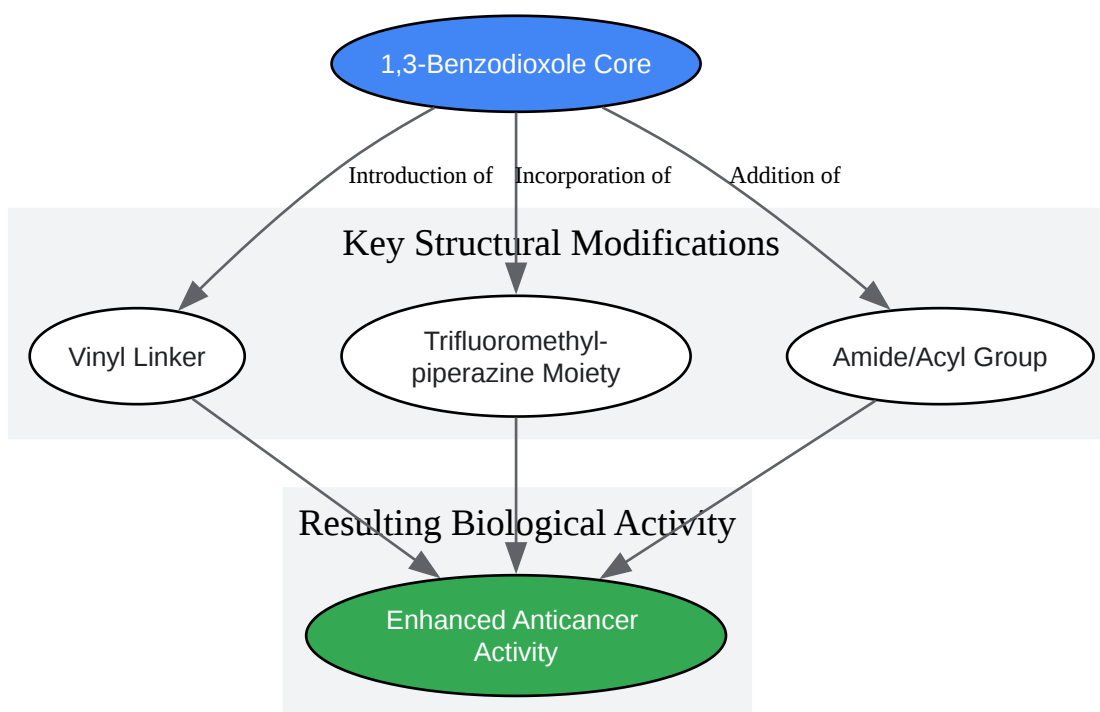 1,3-Benzodioxole Core
Introduction of
Incorporation of
Addition of
Key Structural Modifications
Vinyl Linker
Trifluoromethyl-
piperazine Moiety
Amide/Acyl Group
Resulting Biological Activity
Enhanced Anticancer
Activity